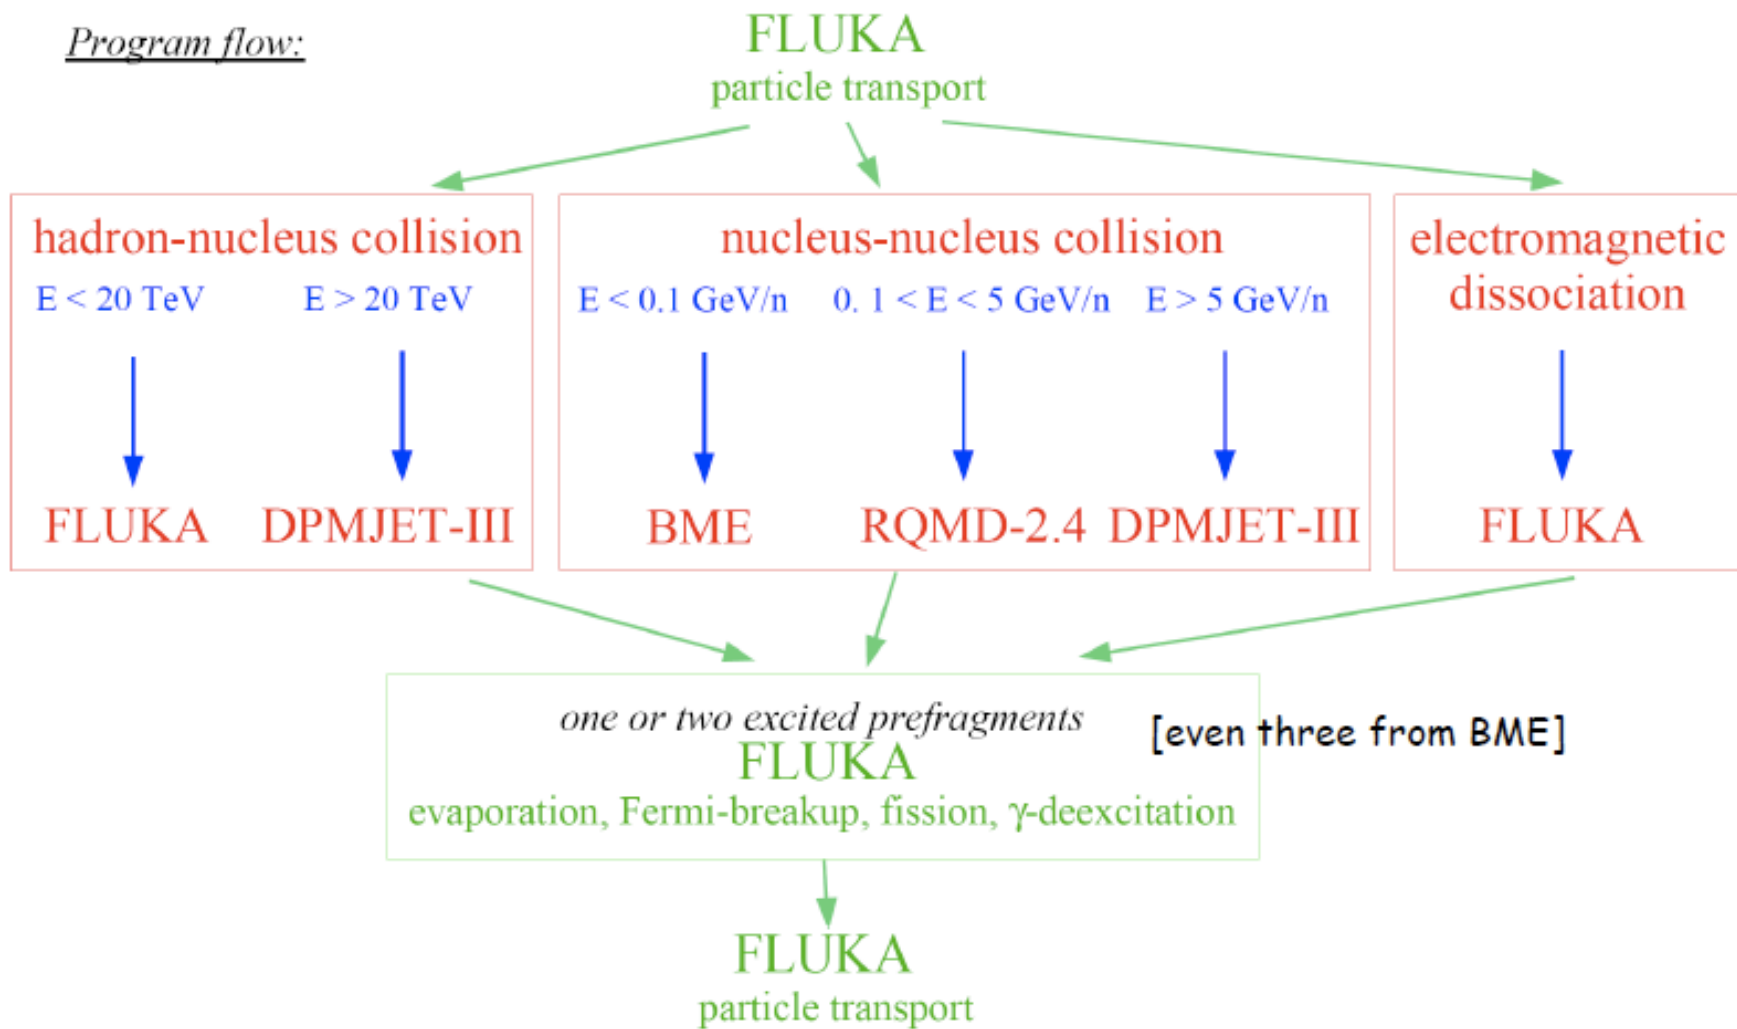 Program flow:
FLUKA
particle transport
hadron-nucleus collision
E < 20 TeV
E > 20 TeV
FLUKA
DPMJET-III
nucleus-nucleus collision
E < 0.1 GeV/n
0. 1 < E < 5 GeV/n
E > 5 GeV/n
BME
RQMD-2.4
DPMJET-III
electromagnetic
dissociation
FLUKA
one or two excited prefragments
[even three from BME]
FLUKA
evaporation, Fermi-breakup, fission, γ-deexcitation
FLUKA
particle transport